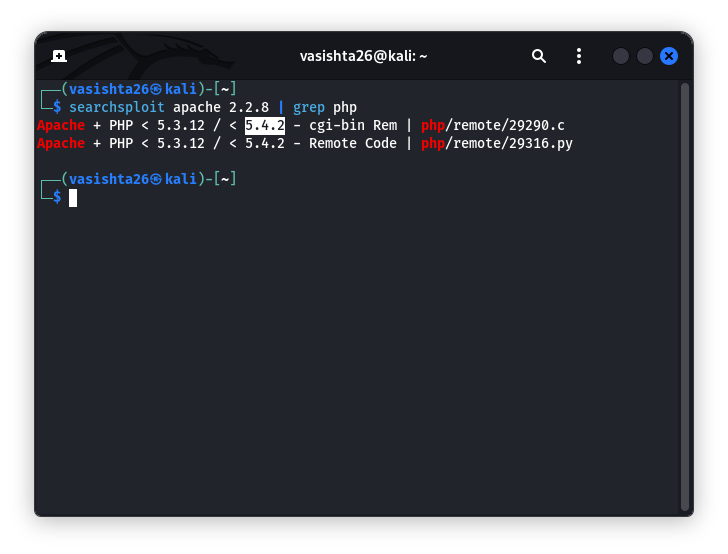 vasishta26@kali: ~
┌──(vasishta26㉿kali)-[~]
└─$ searchsploit apache 2.2.8 | grep php
Apache + PHP < 5.3.12 / < 5.4.2 - cgi-bin Rem | php/remote/29290.c
Apache + PHP < 5.3.12 / < 5.4.2 - Remote Code | php/remote/29316.py
┌──(vasishta26㉿kali)-[~]
└─$